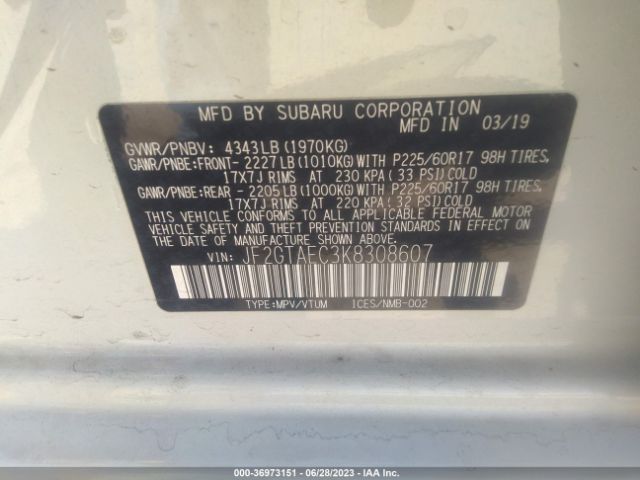 MFD BY SUBARU CORPORATION
MFD IN 03/19
GVWR/PNBV: 4343LB (1970KG)
GAWR/PNBE:FRONT- 2227LB (1010KG) WITH P225/60R17 98H TIRES,
17X7J RIMS AT 230 KPA (33 PSI) COLD
GAWR/PNBE:REAR - 2205LB (1000KG) WITH P225/60R17 98H TIRES,
17X7J RIMS AT 220 KPA (32 PSI) COLD
THIS VEHICLE CONFORMS TO ALL APPLICABLE FEDERAL MOTOR
VEHICLE SAFETY AND THEFT PREVENTION STANDARDS IN EFFECT ON
THE DATE OF MANUFACTURE SHOWN ABOVE.
VIN: JF2GTAEC3K8308607
TYPE:MPV/VTUM ICES/NMB-002
000-36973151 - 06/28/2023 - IAA Inc.